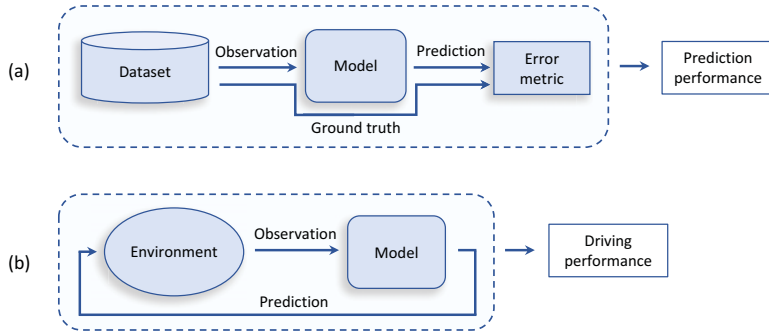 (a)
Dataset
Observation
Model
Prediction
Error
metric
Ground truth
Prediction
performance
(b)
Environment
Observation
Model
Prediction
Driving
performance